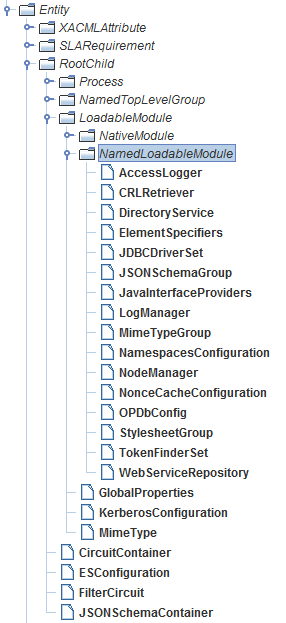 Entity
XACMLAttribute
SLARequirement
RootChild
Process
NamedTopLevelGroup
LoadableModule
NativeModule
NamedLoadableModule
AccessLogger
CRLRetriever
DirectoryService
ElementSpecifiers
JDBCDriverSet
JSONSchemaGroup
JavaInterfaceProviders
LogManager
MimeTypeGroup
NamespacesConfiguration
NodeManager
NonceCacheConfiguration
OPDbConfig
StylesheetGroup
TokenFinderSet
WebServiceRepository
GlobalProperties
KerberosConfiguration
MimeType
CircuitContainer
ESConfiguration
FilterCircuit
JSONSchemaContainer